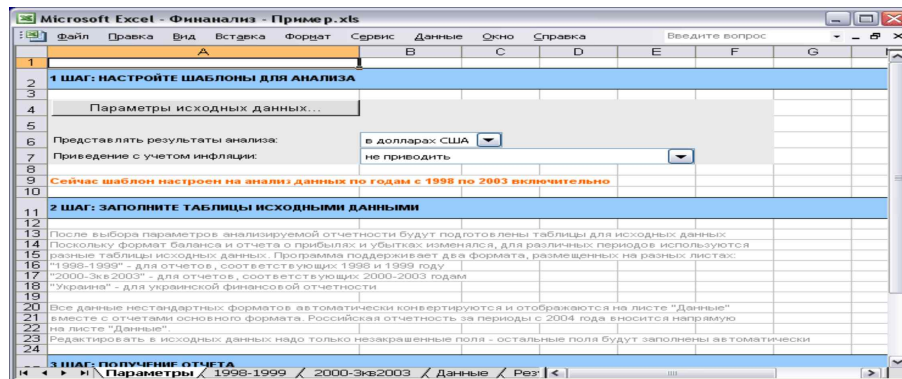 Microsoft Excel - Финанализ - Пример.xls
Файл Правка Вид Вставка Формат Сервис Данные Окно Справка Введите вопрос
A B C D E F G
1
2 1 ШАГ: НАСТРОЙТЕ ШАБЛОНЫ ДЛЯ АНАЛИЗА
3
4 Параметры исходных данных...
5
6 Представлять результаты анализа: в долларах США
7 Приведение с учетом инфляции: не приводить
8
9 Сейчас шаблон настроен на анализ данных по годам с 1998 по 2003 включительно
10
11 2 ШАГ: ЗАПОЛНИТЕ ТАБЛИЦЫ ИСХОДНЫМИ ДАННЫМИ
12
13 После выбора параметров анализируемой отчетности будут подготовлены таблицы для исходных данных
14 Поскольку формат баланса и отчета о прибылях и убытках изменялся, для различных периодов используются
15 разные таблицы исходных данных. Программа поддерживает два формата, размещенных на разных листах:
16 "1998-1999" - для отчетов, соответствующих 1998 и 1999 году
17 "2000-3кв2003" - для отчетов, соответствующих 2000-2003 годам
18 "Украина" - для украинской финансовой отчетности
19
20 Все данные нестандартных форматов автоматически конвертируются и отображаются на листе "Данные"
21 вместе с отчетами основного формата. Российская отчетность за периоды с 2004 года вносится напрямую
22 на листе "Данные".
23 Редактировать в исходных данных надо только незакрашенные поля - остальные поля будут заполнены автоматически
24
3 ШАГ: ПОЛУЧЕНИЕ ОТЧЕТА
Параметры 1998-1999 2000-3кв2003 Данные Рез